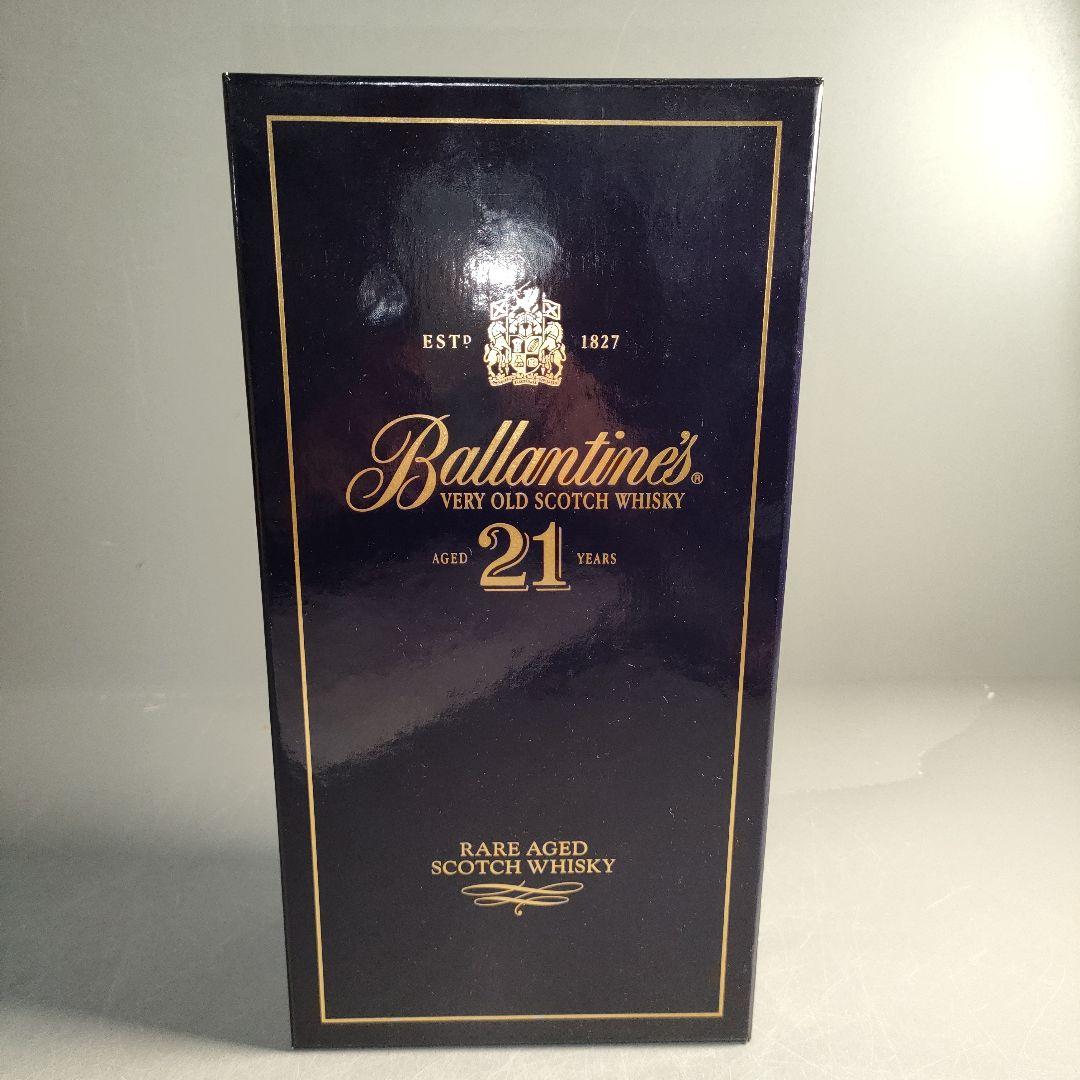 ESTD 1827
Ballantine's®
VERY OLD SCOTCH WHISKY
AGED 21 YEARS
RARE AGED
SCOTCH WHISKY